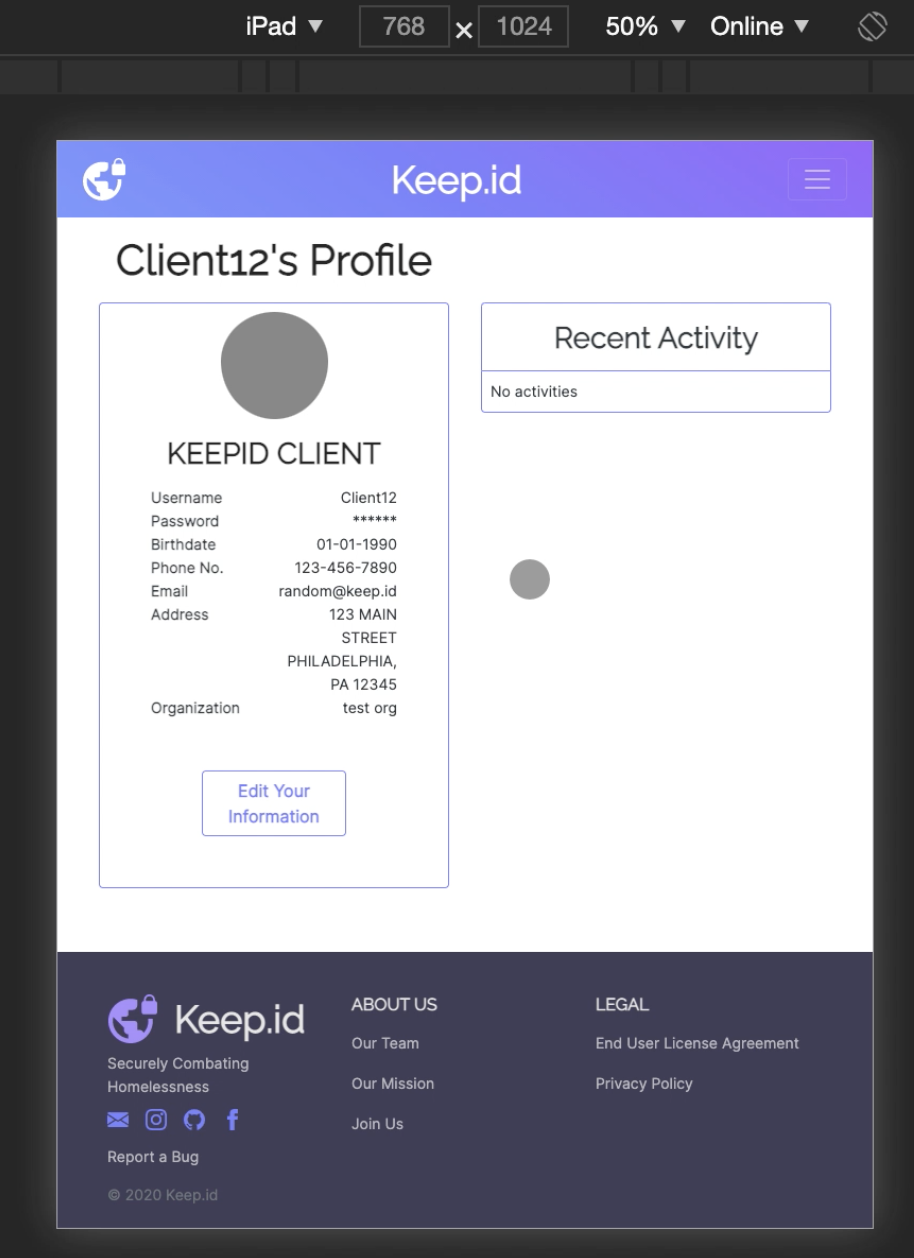 iPad ▼ 768 × 1024 50% ▼ Online ▼
Keep.id
Client12's Profile
KEEPID CLIENT
Username Client12
Password ******
Birthdate 01-01-1990
Phone No. 123-456-7890
Email random@keep.id
Address 123 MAIN
STREET
PHILADELPHIA,
PA 12345
Organization test org
Edit Your
Information
Recent Activity
No activities
Keep.id
Securely Combating
Homelessness
Report a Bug
© 2020 Keep.id
ABOUT US
Our Team
Our Mission
Join Us
LEGAL
End User License Agreement
Privacy Policy